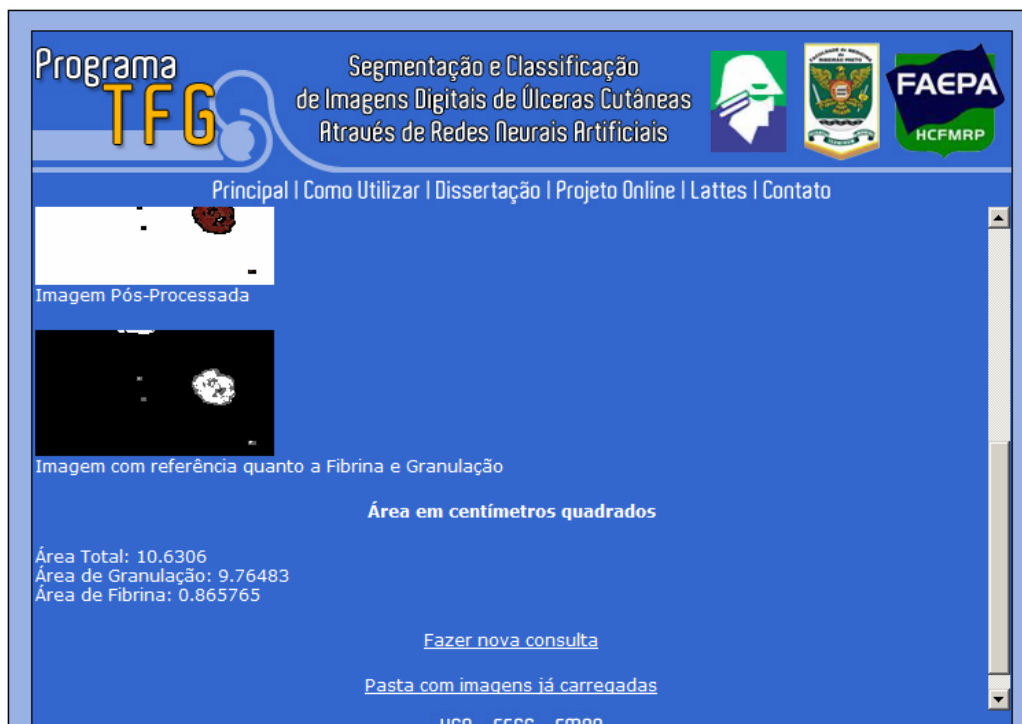 Programa
TFG
Segmentação e Classificação
de Imagens Digitais de Úlceras Cutâneas
Através de Redes Neurais Artificiais
FAEPA
HCFMRP
Principal | Como Utilizar | Dissertação | Projeto Online | Lattes | Contato
Imagem Pós-Processada
Imagem com referência quanto a Fibrina e Granulação
Área em centímetros quadrados
Área Total: 10.6306
Área de Granulação: 9.76483
Área de Fibrina: 0.865765
Fazer nova consulta
Pasta com imagens já carregadas